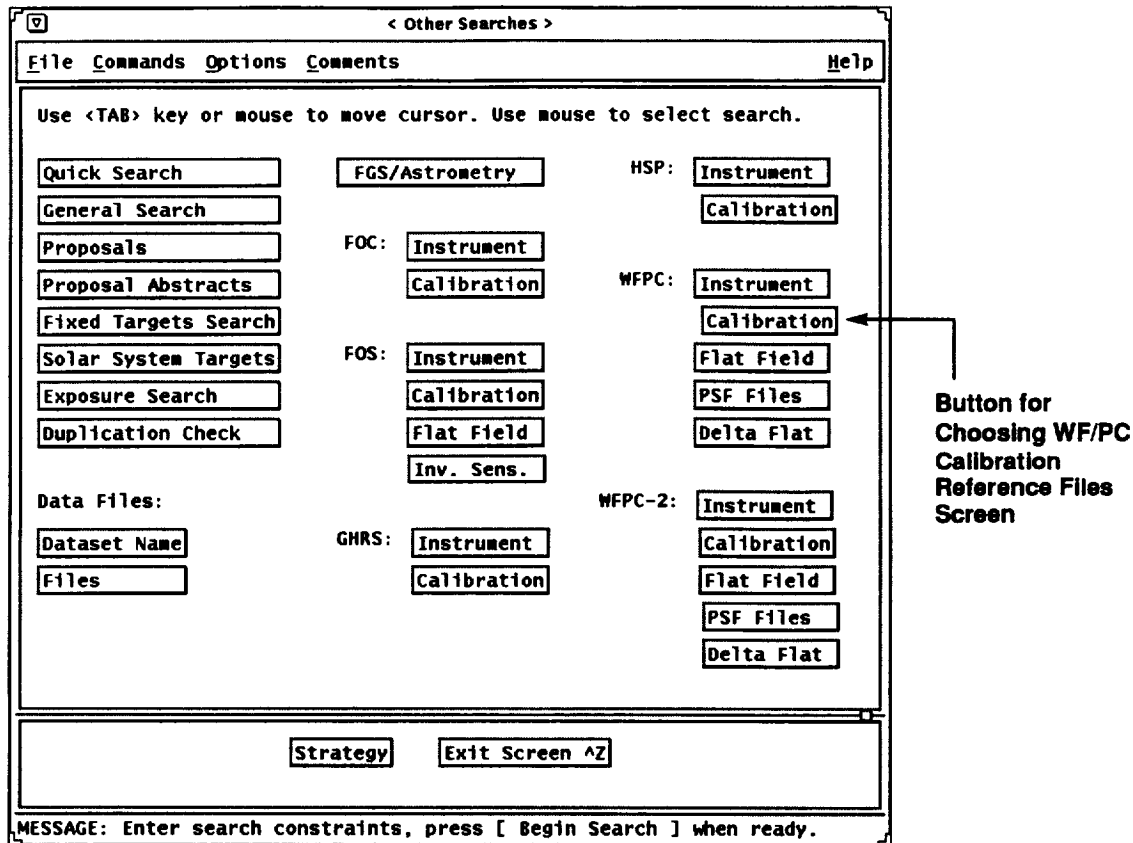 < Other Searches >
File Commands Options Comments Help
Use <TAB> key or mouse to move cursor. Use mouse to select search.
Quick Search
General Search
Proposals
Proposal Abstracts
Fixed Targets Search
Solar System Targets
Exposure Search
Duplication Check
Data Files:
Dataset Name
Files
FGS/Astrometry
FOC: Instrument
Calibration
FOS: Instrument
Calibration
Flat Field
Inv. Sens.
GHRS: Instrument
Calibration
HSP: Instrument
Calibration
WFPC: Instrument
Calibration
Flat Field
PSF Files
Delta Flat
WFPC-2: Instrument
Calibration
Flat Field
PSF Files
Delta Flat
Button for
Choosing WF/PC
Calibration
Reference Files
Screen
Strategy Exit Screen ^Z
MESSAGE: Enter search constraints, press [ Begin Search ] when ready.